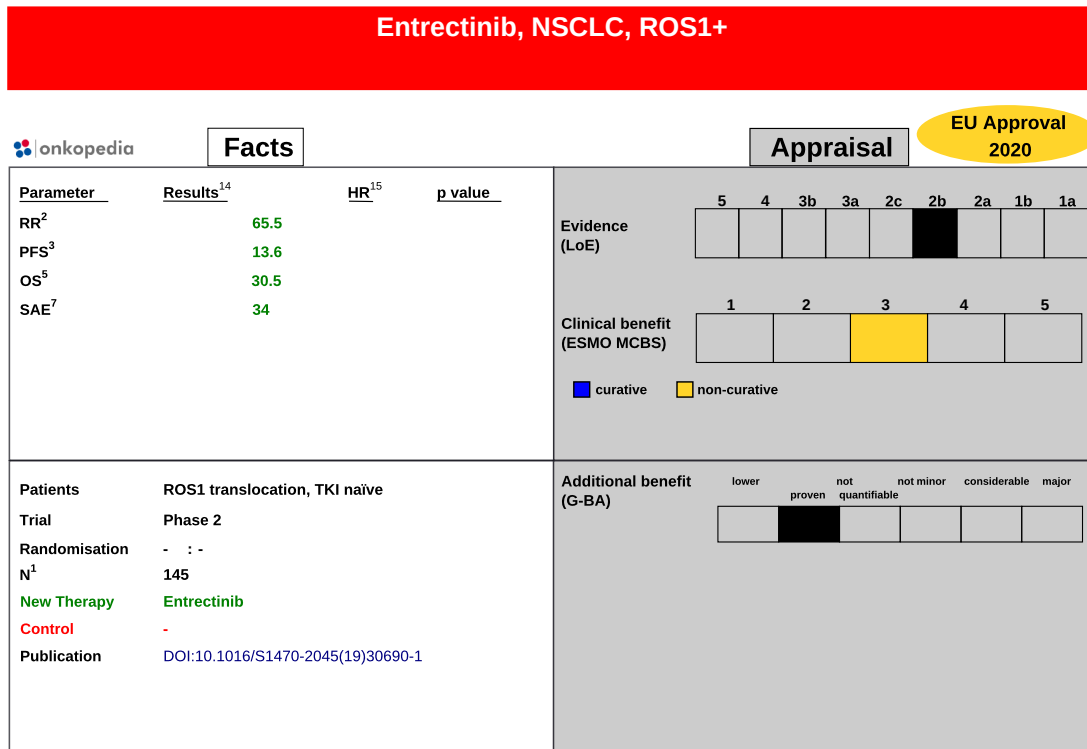 Entrectinib, NSCLC, ROS1+
onkopedia
Facts
Appraisal
EU Approval
2020
Parameter Results14 HR15 p value
RR2 65.5
PFS3 13.6
OS5 30.5
SAE7 34
5 4 3b 3a 2c 2b 2a 1b 1a
Evidence
(LoE)
1 2 3 4 5
Clinical benefit
(ESMO MCBS)
curative non-curative
Patients ROS1 translocation, TKI naïve
Trial Phase 2
Randomisation - : -
N1 145
New Therapy Entrectinib
Control -
Publication DOI:10.1016/S1470-2045(19)30690-1
Additional benefit
(G-BA)
lower not not minor considerable major
proven quantifiable